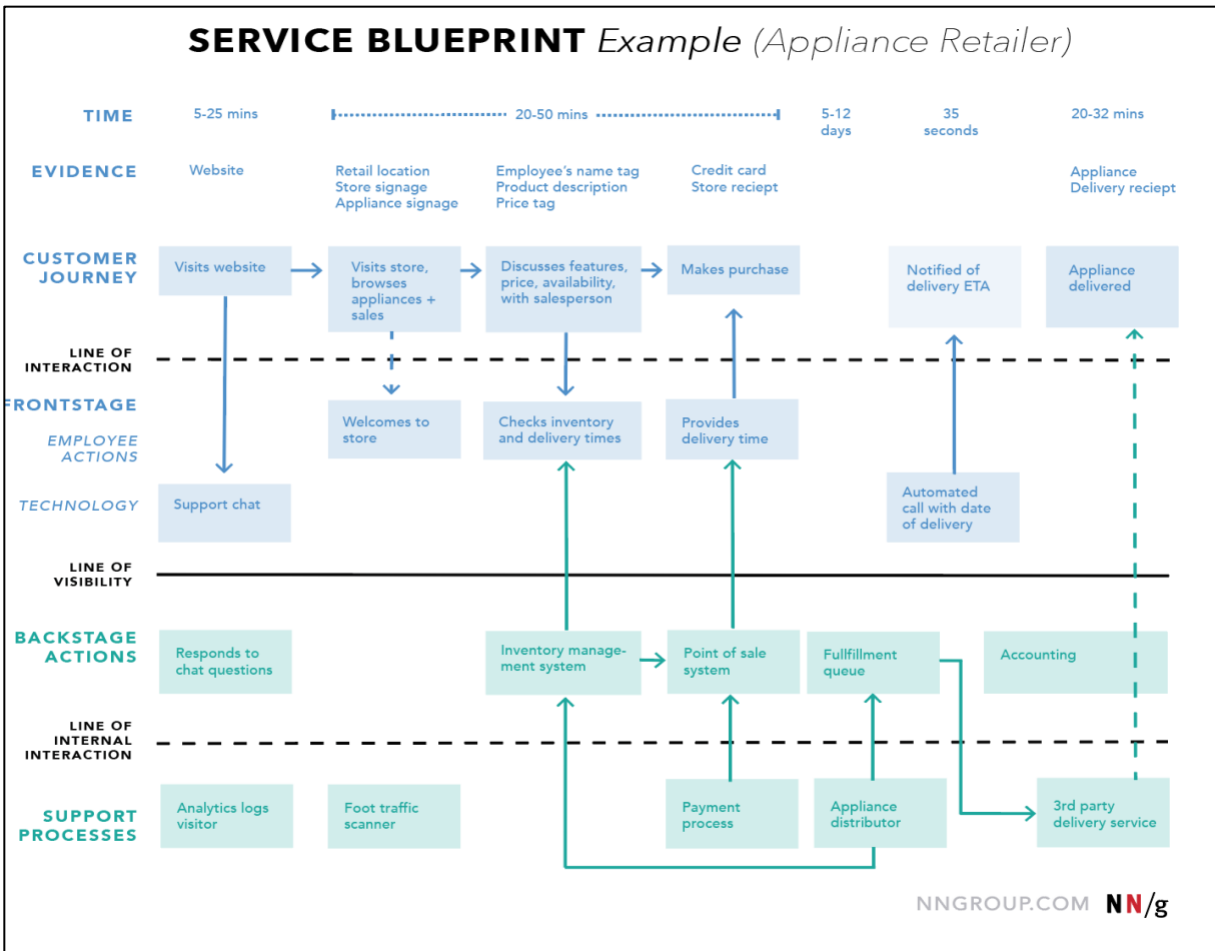 SERVICE BLUEPRINT Example (Appliance Retailer)
TIME
5-25 mins
20-50 mins
5-12
days
35
seconds
20-32 mins
EVIDENCE
Website
Retail location
Store signage
Appliance signage
Employee's name tag
Product description
Price tag
Credit card
Store reciept
Appliance
Delivery reciept
CUSTOMER
JOURNEY
Visits website
Visits store,
browses
appliances +
sales
Discusses features,
price, availability,
with salesperson
Makes purchase
Notified of
delivery ETA
Appliance
delivered
LINE OF
INTERACTION
FRONTSTAGE
EMPLOYEE
ACTIONS
Welcomes to
store
Checks inventory
and delivery times
Provides
delivery time
TECHNOLOGY
Support chat
Automated
call with date
of delivery
LINE OF
VISIBILITY
BACKSTAGE
ACTIONS
Responds to
chat questions
Inventory manage-
ment system
Point of sale
system
Fullfillment
queue
Accounting
LINE OF
INTERNAL
INTERACTION
SUPPORT
PROCESSES
Analytics logs
visitor
Foot traffic
scanner
Payment
process
Appliance
distributor
3rd party
delivery service
NNGROUP.COM NN/g